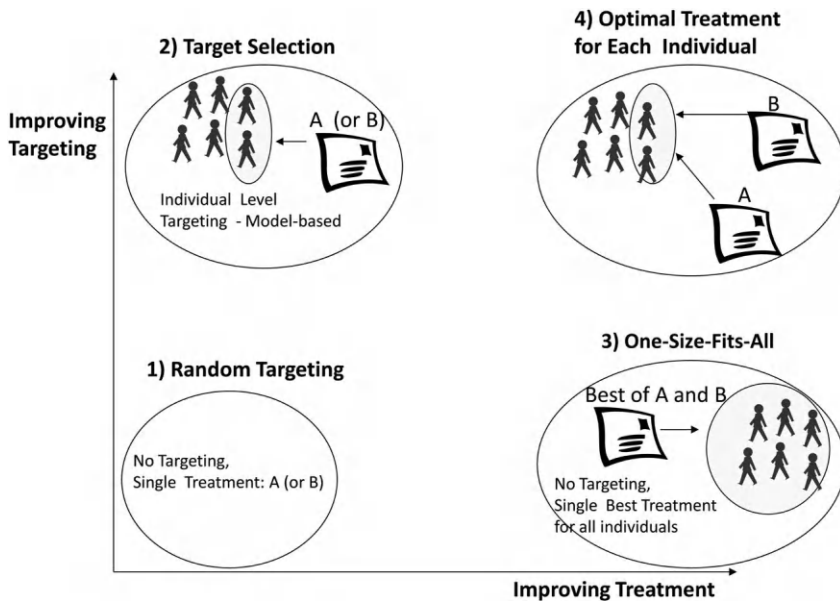 2) Target Selection
4) Optimal Treatment
for Each Individual
Improving
Targeting
A (or B)
Individual Level
Targeting - Model-based
B
A
1) Random Targeting
No Targeting,
Single Treatment: A (or B)
3) One-Size-Fits-All
Best of A and B
No Targeting,
Single Best Treatment
for all individuals
Improving Treatment